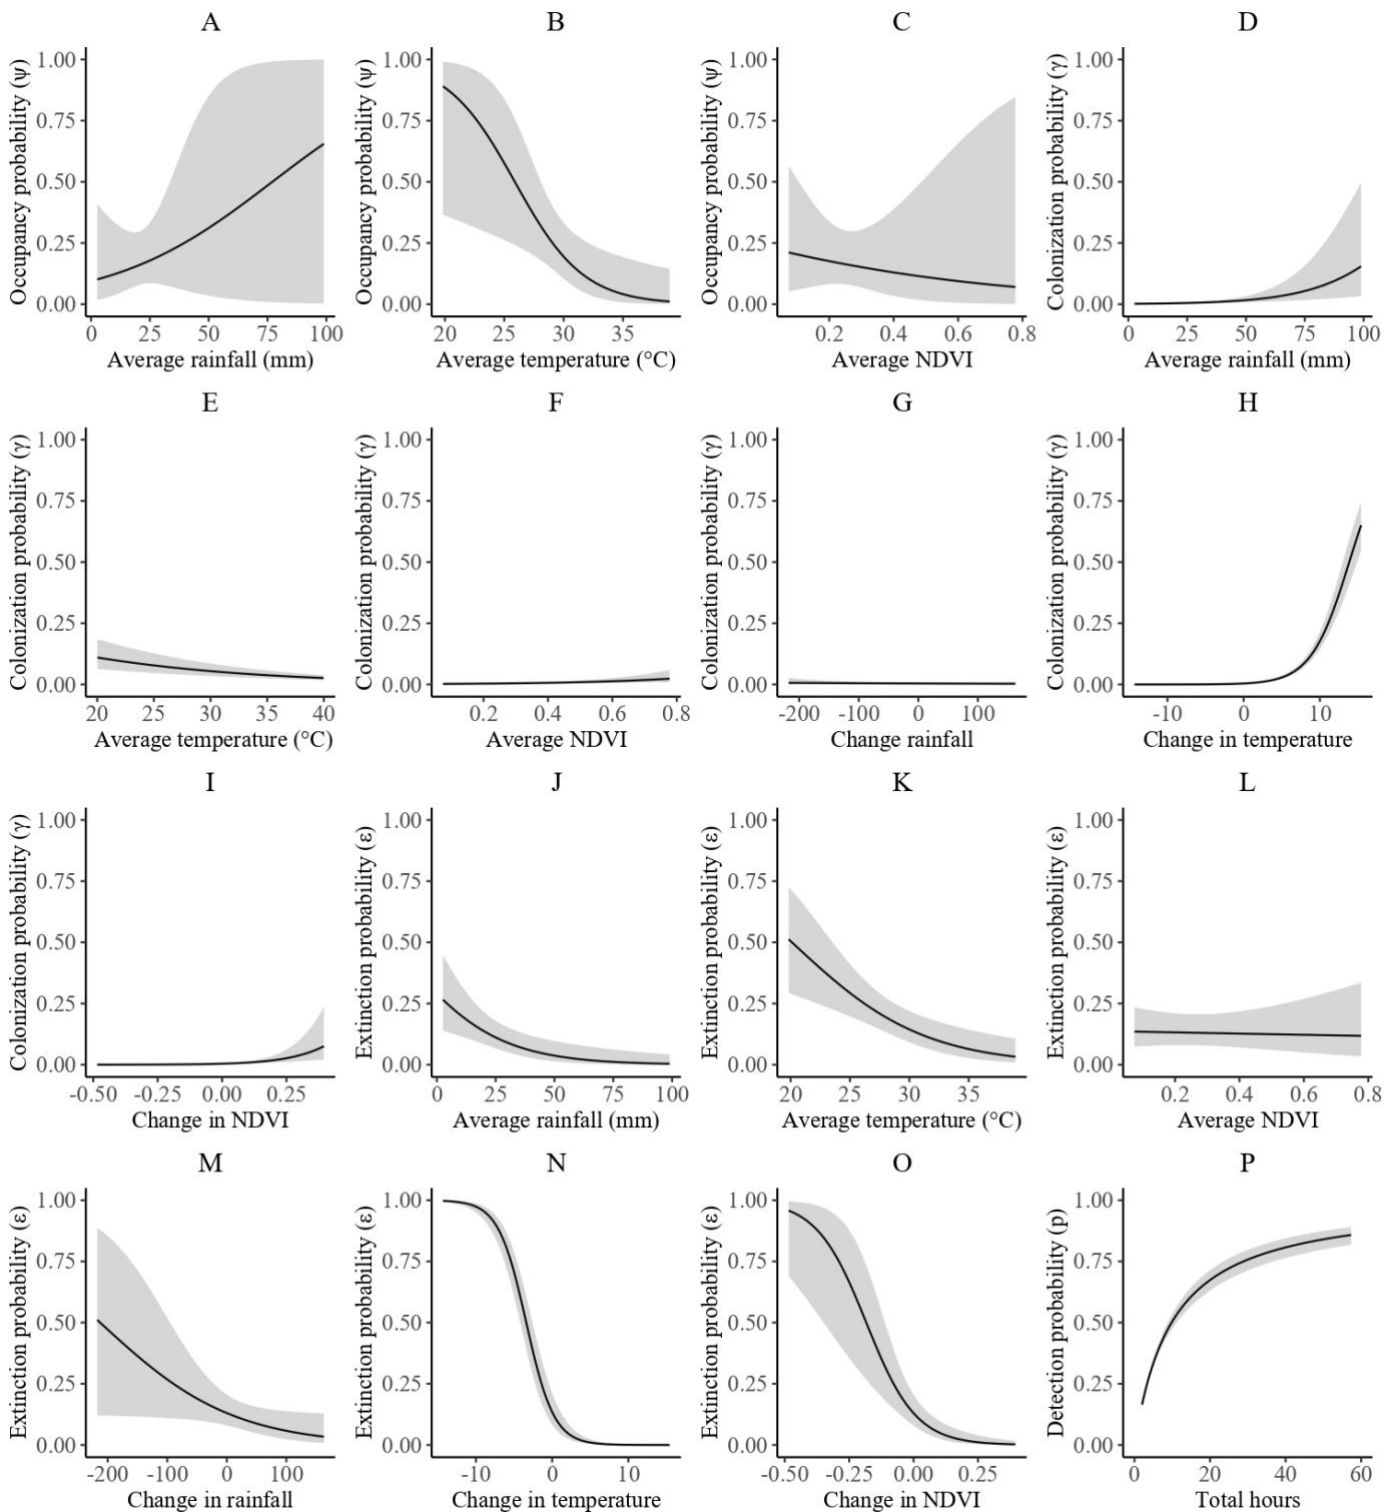 A
B
C
D
Occupancy probability (ψ)
1.00
0.75
0.50
0.25
0.00
0 25 50 75 100
Average rainfall (mm)
Occupancy probability (ψ)
1.00
0.75
0.50
0.25
0.00
20 25 30 35
Average temperature (°C)
Occupancy probability (ψ)
1.00
0.75
0.50
0.25
0.00
0.2 0.4 0.6 0.8
Average NDVI
Colonization probability (γ)
1.00
0.75
0.50
0.25
0.00
0 25 50 75 100
Average rainfall (mm)
E
F
G
H
Colonization probability (γ)
1.00
0.75
0.50
0.25
0.00
20 25 30 35 40
Average temperature (°C)
Colonization probability (γ)
1.00
0.75
0.50
0.25
0.00
0.2 0.4 0.6 0.8
Average NDVI
Colonization probability (γ)
1.00
0.75
0.50
0.25
0.00
-200 -100 0 100
Change rainfall
Colonization probability (γ)
1.00
0.75
0.50
0.25
0.00
-10 0 10
Change in temperature
I
J
K
L
Colonization probability (γ)
1.00
0.75
0.50
0.25
0.00
-0.50 -0.25 0.00 0.25
Change in NDVI
Extinction probability (ε)
1.00
0.75
0.50
0.25
0.00
0 25 50 75 100
Average rainfall (mm)
Extinction probability (ε)
1.00
0.75
0.50
0.25
0.00
20 25 30 35
Average temperature (°C)
Extinction probability (ε)
1.00
0.75
0.50
0.25
0.00
0.2 0.4 0.6 0.8
Average NDVI
M
N
O
P
Extinction probability (ε)
1.00
0.75
0.50
0.25
0.00
-200 -100 0 100
Change in rainfall
Extinction probability (ε)
1.00
0.75
0.50
0.25
0.00
-10 0 10
Change in temperature
Extinction probability (ε)
1.00
0.75
0.50
0.25
0.00
-0.50 -0.25 0.00 0.25
Change in NDVI
Detection probability (p)
1.00
0.75
0.50
0.25
0.00
0 20 40 60
Total hours